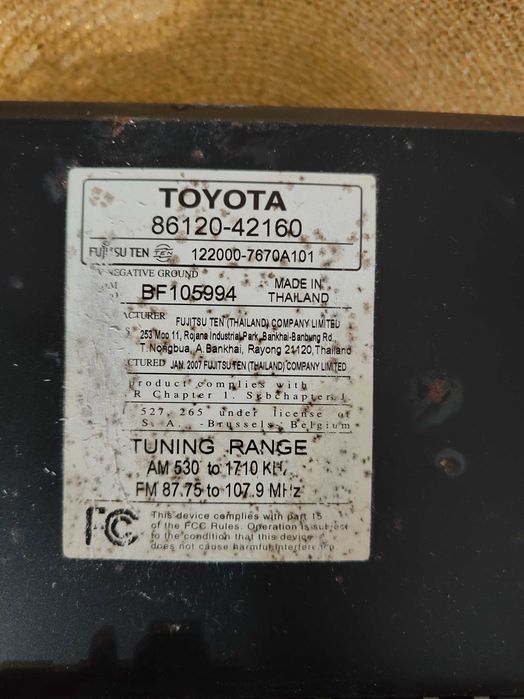 TOYOTA
86120-42160
FUJITSU TEN TEN 122000-7670A101
NEGATIVE GROUND
BF105994 MADE IN
THAILAND
FUJITSU TEN (THAILAND) COMPANY LIMITED
253 Moo 11, Rojana Industrial Park, Bankhai-Banbung Rd.,
T. Nongbua, A. Bankhai, Rayong 21120, Thailand
JAN. 2007 FUJITSU TEN (THAILAND) COMPANY LIMITED
product complies with
R Chapter 1. Subchapter J
527, 265 under license of
S. A., -Brussels- Belgium
TUNING RANGE
AM 530 to 1710 KHz
FM 87.75 to 107.9 MHz
FC This device complies with part 15
of the FCC Rules. Operation is subject
to the condition that this device
does not cause harmful interference